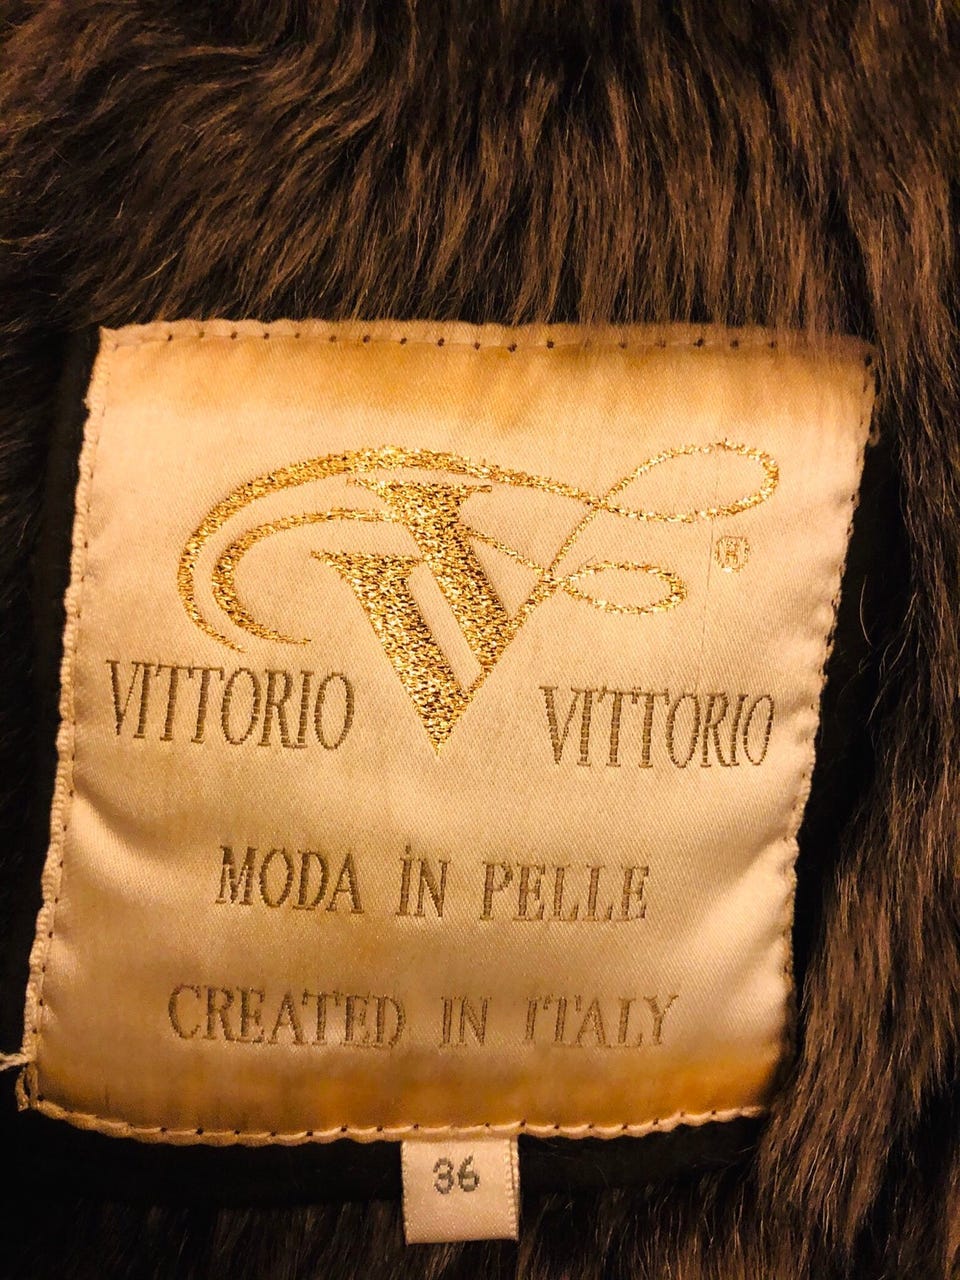 ®
VITTORIO VITTORIO
MODA İN PELLE
CREATED IN ITALY
36